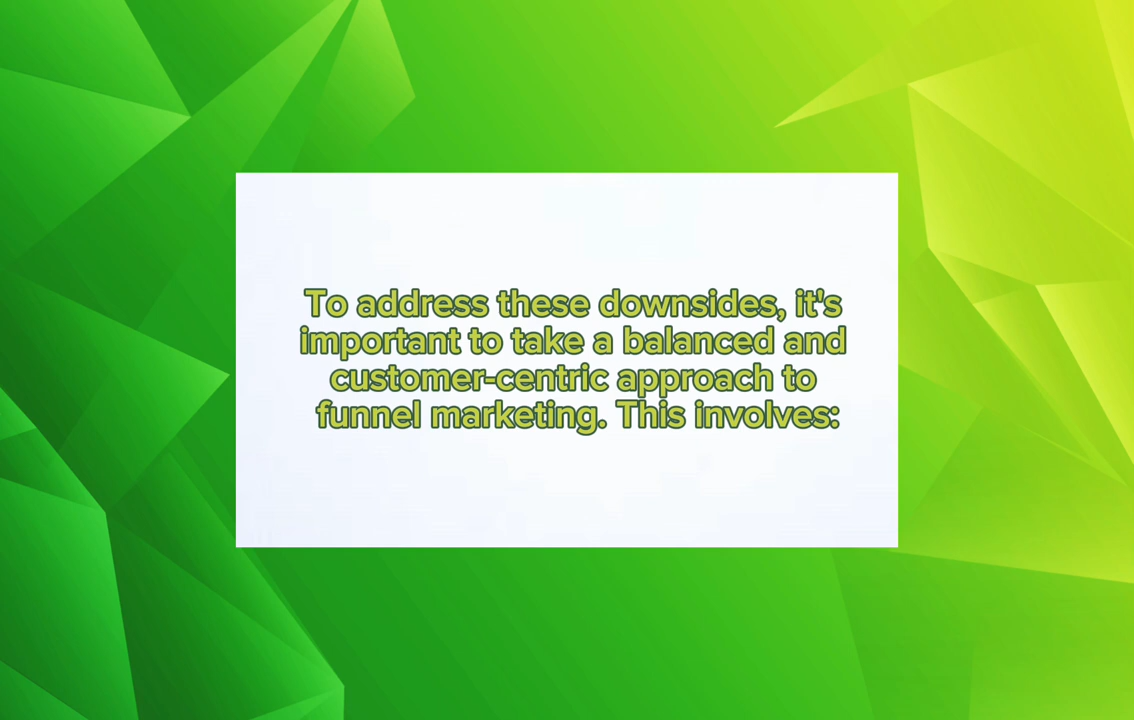 To address these downsides, it's
important to take a balanced and
customer-centric approach to
funnel marketing. This involves: